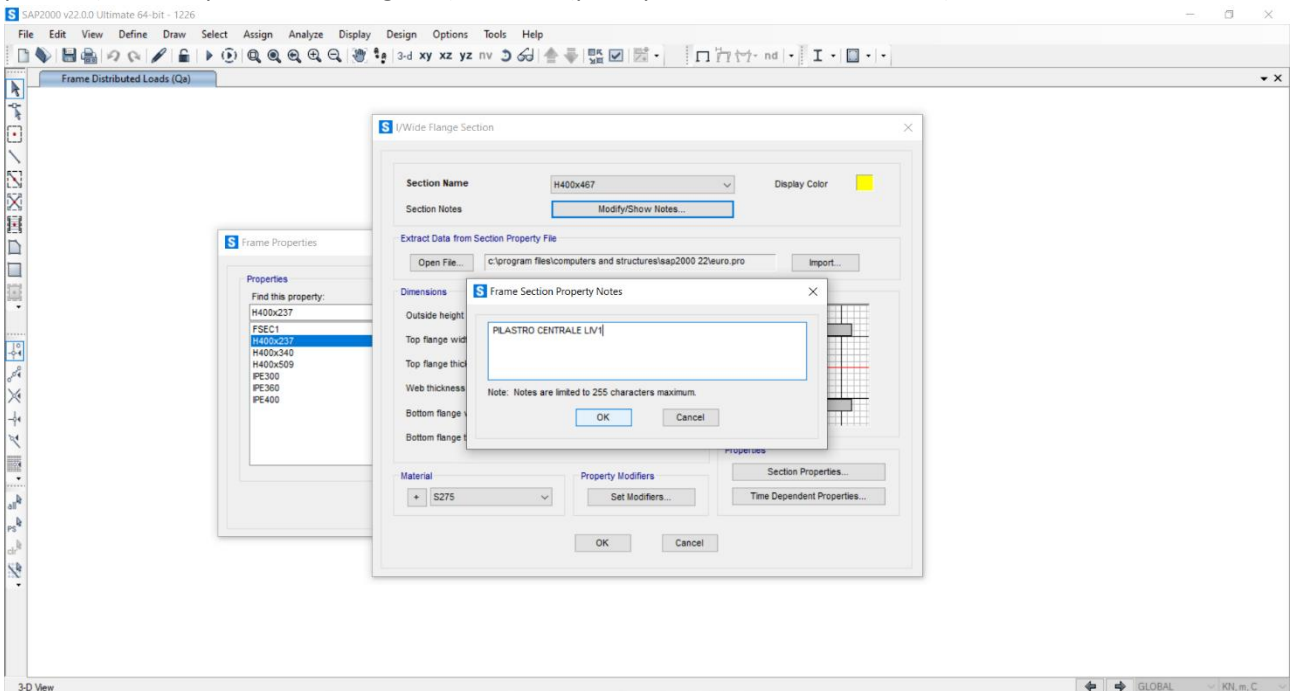 SAP2000 v22.0.0 Ultimate 64-bit - 1226
File Edit View Define Draw Select Assign Analyze Display Design Options Tools Help
3-d xy xz yz nv nd
Frame Distributed Loads (Qa)
I/Wide Flange Section
Section Name H400x467 Display Color
Section Notes Modify/Show Notes...
Extract Data from Section Property File
Open File... c:\program files\computers and structures\sap2000 22\euro.pro Import...
Frame Properties
Properties
Find this property:
H400x237
FSEC1
H400x237
H400x340
H400x509
IPE300
IPE360
IPE400
Dimensions
Outside height
Top flange wid
Top flange thic
Web thickness
Bottom flange
Bottom flange t
Frame Section Property Notes
PILASTRO CENTRALE LIV1
Note: Notes are limited to 255 characters maximum.
OK Cancel
Properties
Section Properties...
Time Dependent Properties...
Material
+ S275
Property Modifiers
Set Modifiers...
OK Cancel
all
PS
clr
3-D View GLOBAL KN, m, C